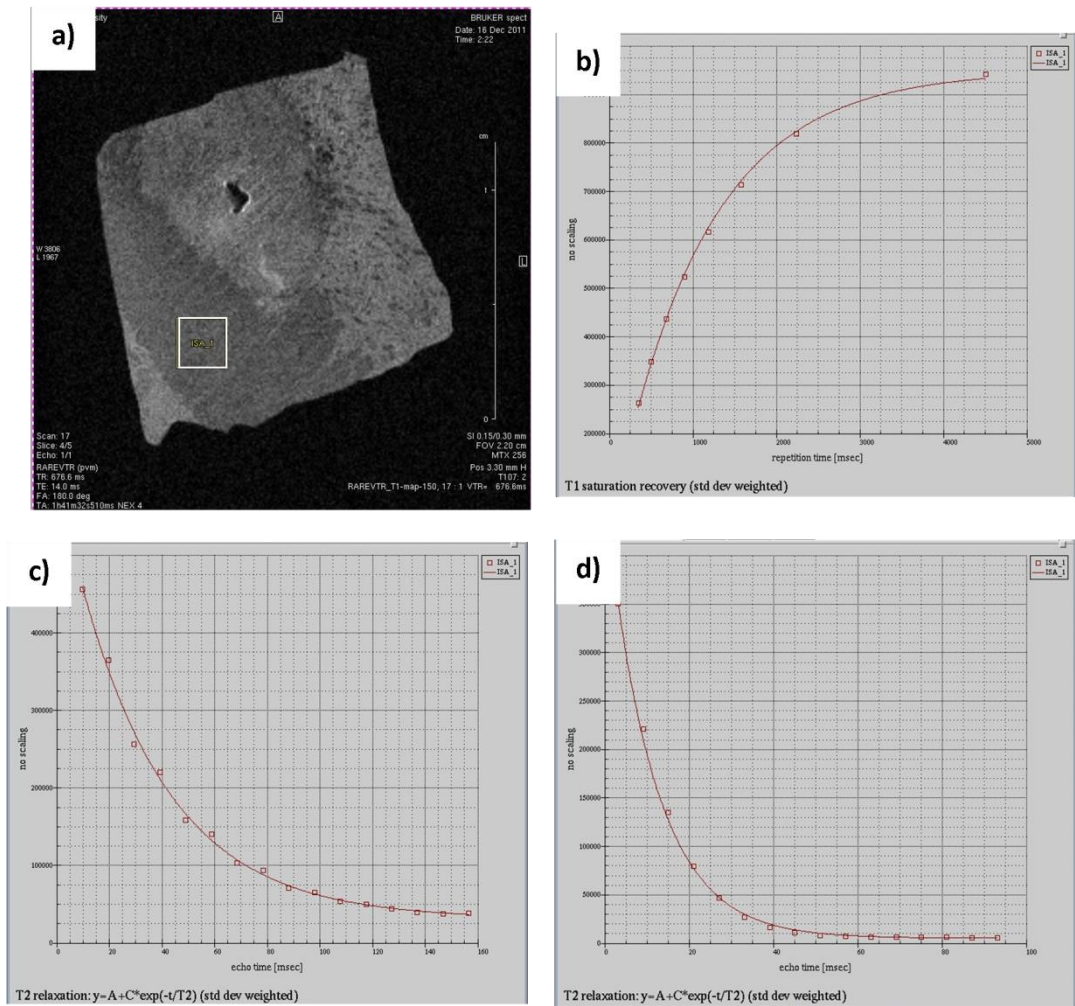 a)
sity
A
BRUKER spect
Date: 16 Dec 2011
Time: 2:22
cm
1
W 3806
L 1967
L
ISA_1
0
Scan: 17
Slice: 4/5
Echo: 1/1
RAREVTR (pvm)
TR: 676.6 ms
TE: 14.0 ms
FA: 180.0 deg
TA: 1h41m32s510ms NEX 4
SI 0.15/0.30 mm
FOV 2.20 cm
MTX 256
Pos 3.30 mm H
T107: 2
RAREVTR_T1-map-150, 17 : 1 VTR= 676.6ms
b)
ISA_1
ISA_1
800000
700000
600000
500000
400000
300000
200000
no scaling
0 1000 2000 3000 4000 5000
repetition time [msec]
T1 saturation recovery (std dev weighted)
c)
ISA_1
ISA_1
400000
300000
200000
100000
0
no scaling
0 20 40 60 80 100 120 140 160
echo time [msec]
T2 relaxation: y=A+C*exp(-t/T2) (std dev weighted)
d)
ISA_1
ISA_1
300000
250000
200000
150000
100000
50000
0
no scaling
0 20 40 60 80 100
echo time [msec]
T2 relaxation: y=A+C*exp(-t/T2) (std dev weighted)